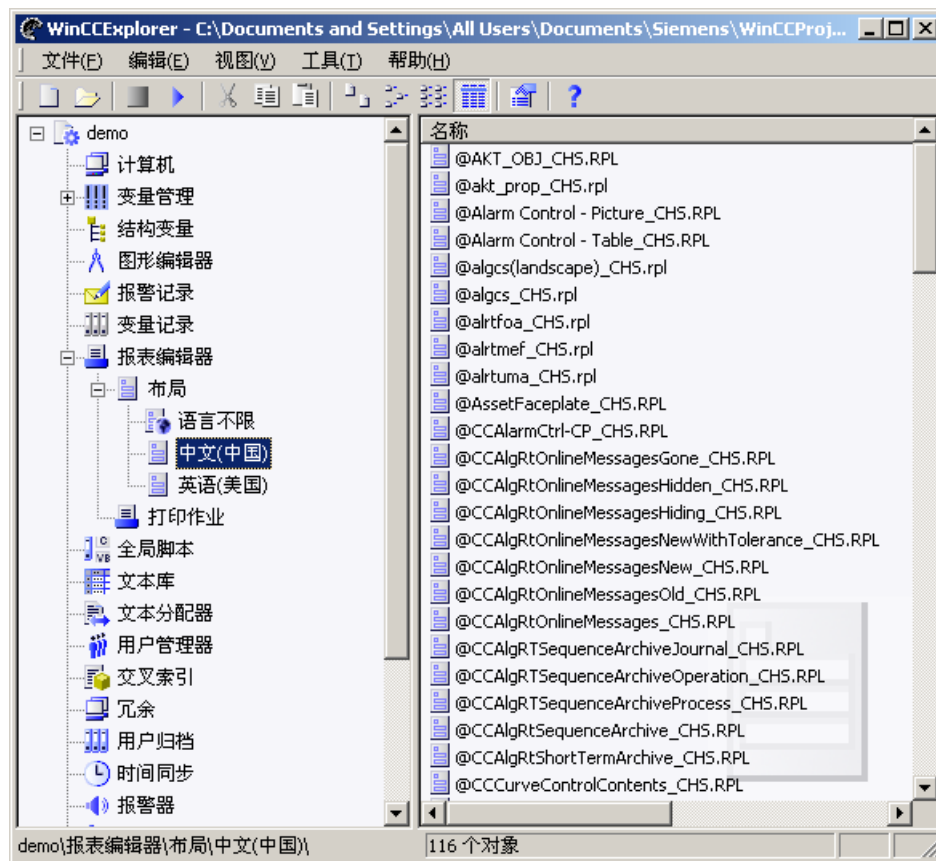 WinCCExplorer - C:\Documents and Settings\All Users\Documents\Siemens\WinCCProj...
文件(F) 编辑(E) 视图(V) 工具(T) 帮助(H)
demo
计算机
变量管理
结构变量
图形编辑器
报警记录
变量记录
报表编辑器
布局
语言不限
中文(中国)
英语(美国)
打印作业
全局脚本
文本库
文本分配器
用户管理器
交叉索引
冗余
用户归档
时间同步
报警器
名称
@AKT_OBJ_CHS.RPL
@akt_prop_CHS.rpl
@Alarm Control - Picture_CHS.RPL
@Alarm Control - Table_CHS.RPL
@algcs(landscape)_CHS.rpl
@algcs_CHS.rpl
@alrtfoa_CHS.rpl
@alrtmef_CHS.rpl
@alrtuma_CHS.rpl
@AssetFaceplate_CHS.RPL
@CCAlarmCtrl-CP_CHS.RPL
@CCAlgRtOnlineMessagesGone_CHS.RPL
@CCAlgRtOnlineMessagesHidden_CHS.RPL
@CCAlgRtOnlineMessagesHiding_CHS.RPL
@CCAlgRtOnlineMessagesNewWithTolerance_CHS.RPL
@CCAlgRtOnlineMessagesNew_CHS.RPL
@CCAlgRtOnlineMessagesOld_CHS.RPL
@CCAlgRtOnlineMessages_CHS.RPL
@CCAlgRTSequenceArchiveJournal_CHS.RPL
@CCAlgRTSequenceArchiveOperation_CHS.RPL
@CCAlgRTSequenceArchiveProcess_CHS.RPL
@CCAlgRtSequenceArchive_CHS.RPL
@CCAlgRtShortTermArchive_CHS.RPL
@CCCurveControlContents_CHS.RPL
demo\报表编辑器\布局\中文(中国)\
116 个对象